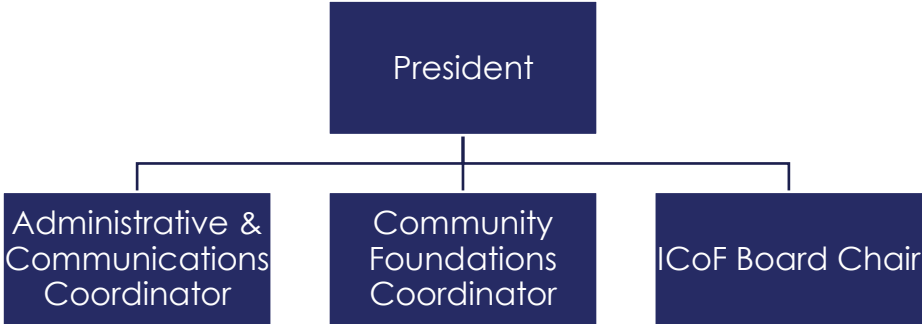 President
Administrative &
Communications
Coordinator
Community
Foundations
Coordinator
ICoF Board Chair